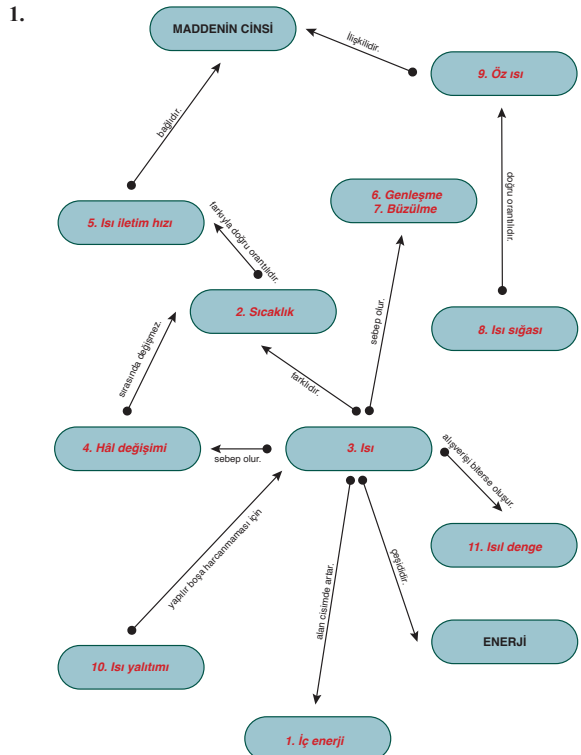 1.
MADDENİN CİNSİ
İlişkilidir.
9. Öz ısı
bağlıdır.
doğru orantılıdır.
6. Genleşme
7. Büzülme
5. Isı iletim hızı
farkıyla doğru orantılıdır.
2. Sıcaklık
8. Isı sığası
sebep olur.
sırasında değişmez.
farklıdır.
4. Hâl değişimi
sebep olur.
3. Isı
alışverişi biterse oluşur.
11. Isıl denge
yapılır boşa harcanmaması için
alan cisimde artar.
çeşididir.
10. Isı yalıtımı
ENERJİ
1. İç enerji